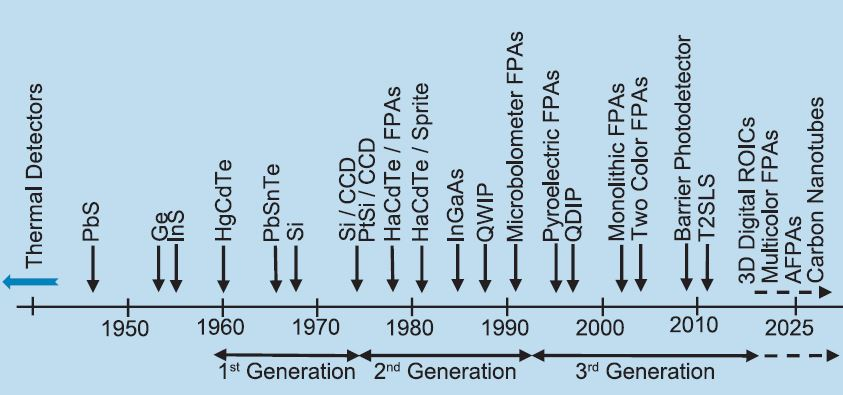 Thermal Detectors
PbS
Ge
InS
HgCdTe
PbSnTe
Si
Si / CCD
PtSi / CCD
HaCdTe / FPAs
HaCdTe / Sprite
InGaAs
QWIP
Microbolometer FPAs
Pyroelectric FPAs
QDIP
Monolithic FPAs
Two Color FPAs
Barrier Photodetector
T2SLS
3D Digital ROICs
Multicolor FPAs
AFPAs
Carbon Nanotubes
1950 1960 1970 1980 1990 2000 2010 2025
1st Generation 2nd Generation 3rd Generation